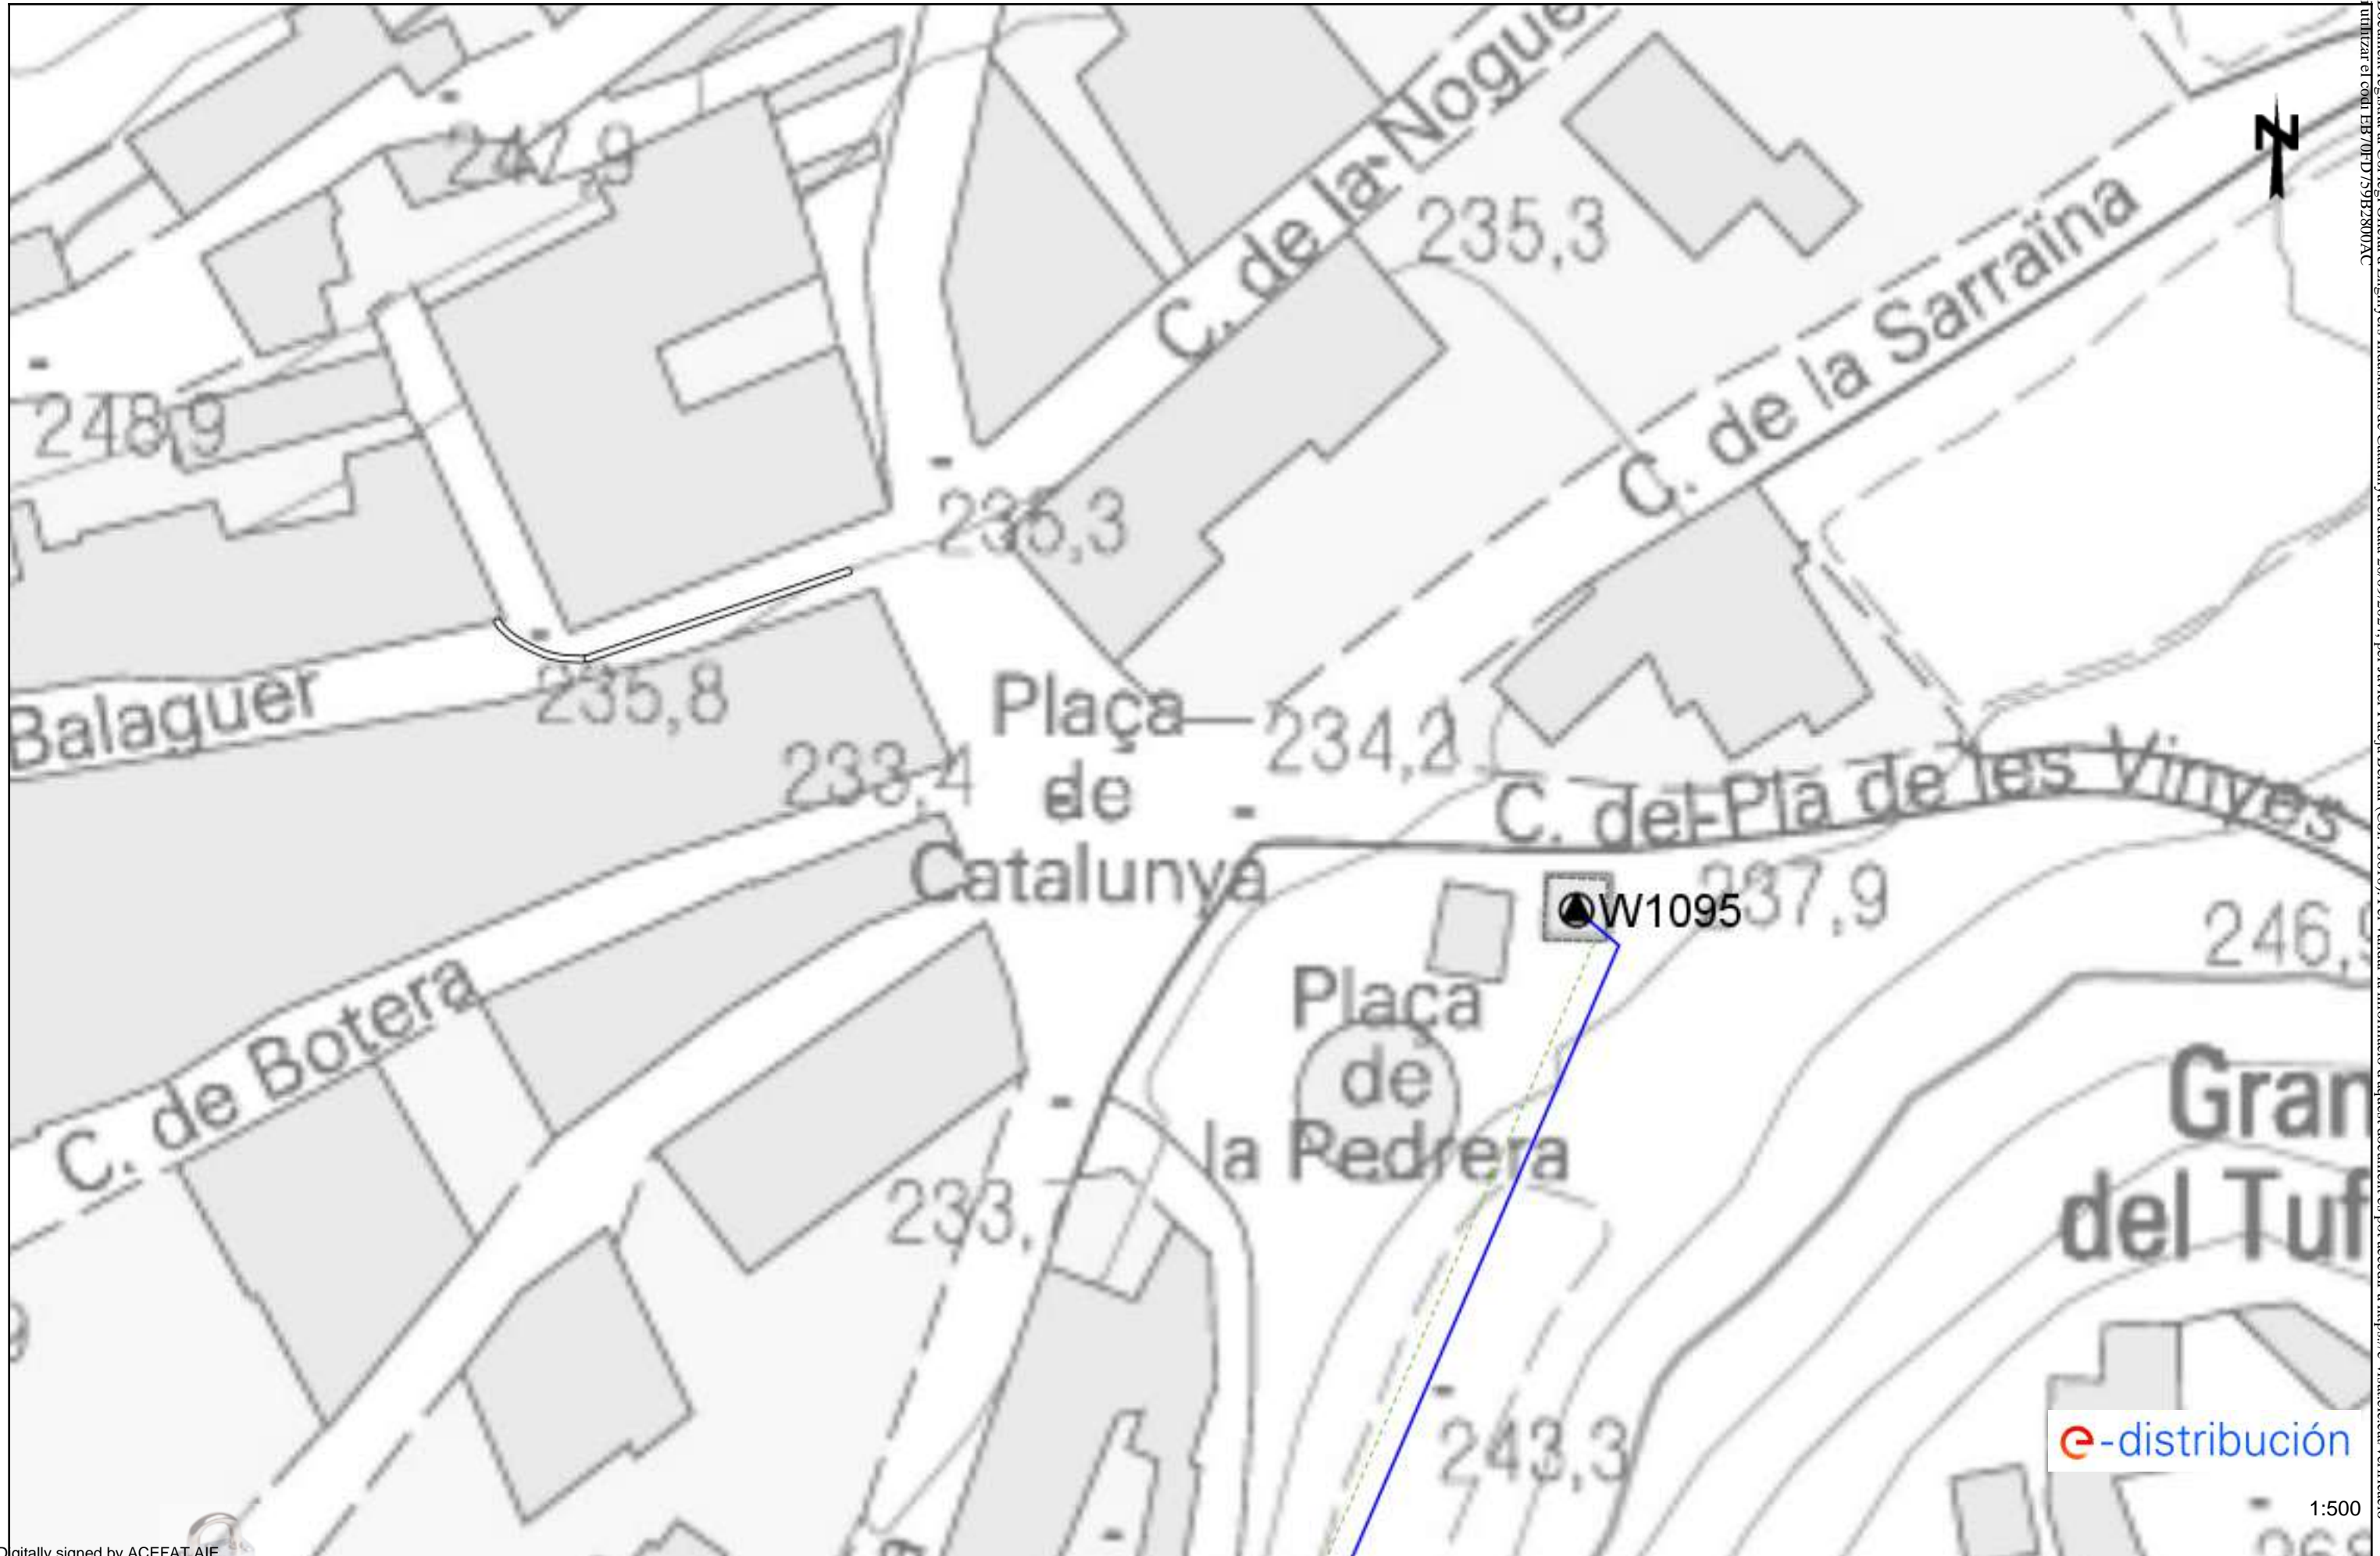 C. de la Nogue
247,9
235,3
C. de la Sarraïna
N
248,9
235,3
Balaguer
235,8
Plaça
de
Catalunya
234,2
233,4
C. del Pla de les Vinyes
W1095
237,9
246,9
C. de Botera
Plaça
de
la Pedrera
233,
Gran
del Tuf
9
243,3
e-distribución
1:500
Digitally signed by ACEFAT AIE